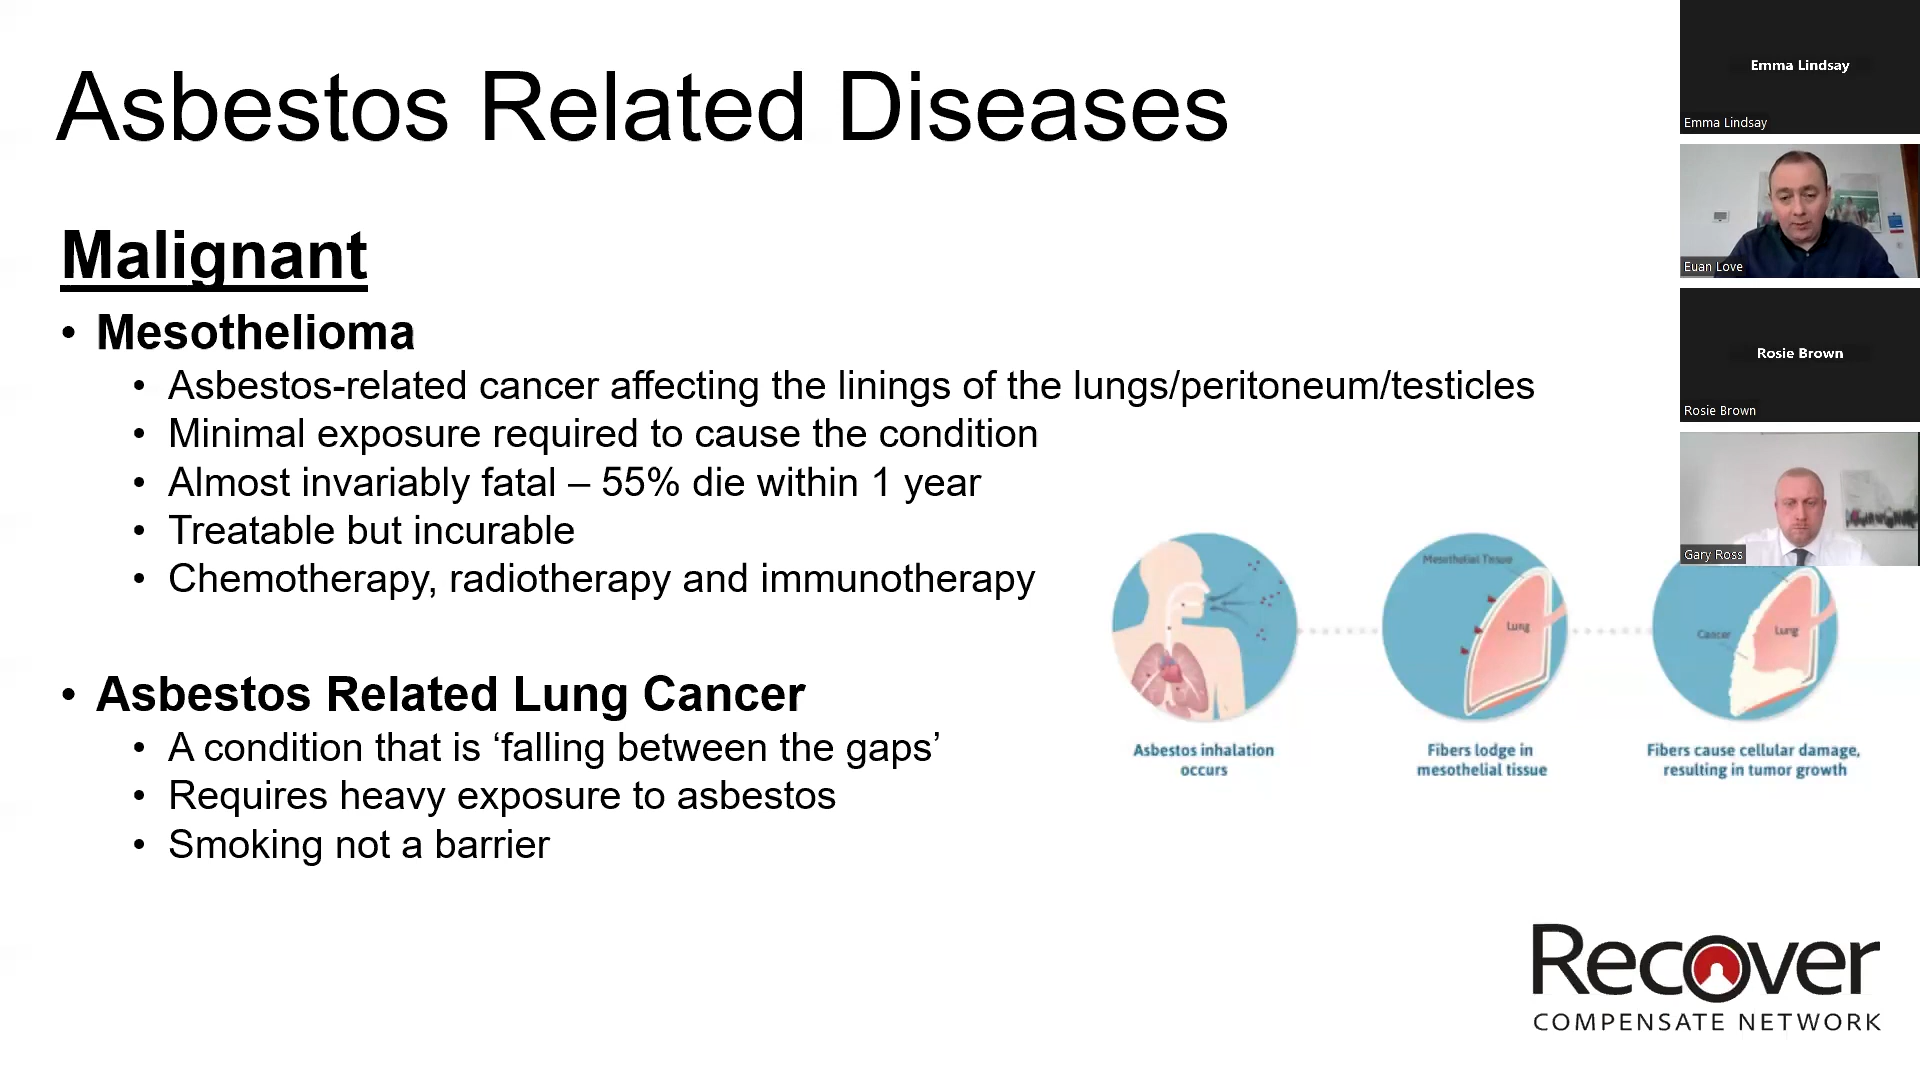 Asbestos Related Diseases
Malignant
• Mesothelioma
• Asbestos-related cancer affecting the linings of the lungs/peritoneum/testicles
• Minimal exposure required to cause the condition
• Almost invariably fatal – 55% die within 1 year
• Treatable but incurable
• Chemotherapy, radiotherapy and immunotherapy
• Asbestos Related Lung Cancer
• A condition that is ‘falling between the gaps’
• Requires heavy exposure to asbestos
• Smoking not a barrier
Mesothelial Tissue
Lung
Cancer
Lung
Asbestos inhalation
occurs
Fibers lodge in
mesothelial tissue
Fibers cause cellular damage,
resulting in tumor growth
Recover
COMPENSATE NETWORK
Emma Lindsay
Emma Lindsay
Euan Love
Rosie Brown
Rosie Brown
Gary Ross